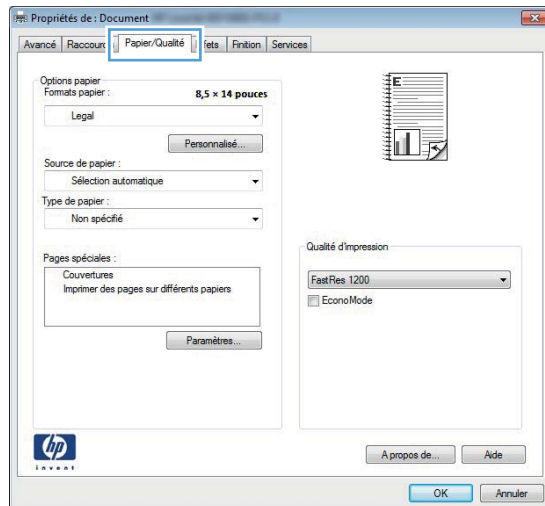 Propriétés de : Document
Avancé Papier/Qualité Finition Services
Options papier
Formats papier : 8,5 × 14 pouces
Legal
Personnalisé...
Source de papier :
Sélection automatique
Type de papier :
Non spécifié
Pages spéciales :
Couvertures
Imprimer des pages sur différents papiers
Paramètres...
E
Qualité d'impression
FastRes 1200
EconoMode
hp
invent
A propos de... Aide
OK Annuler